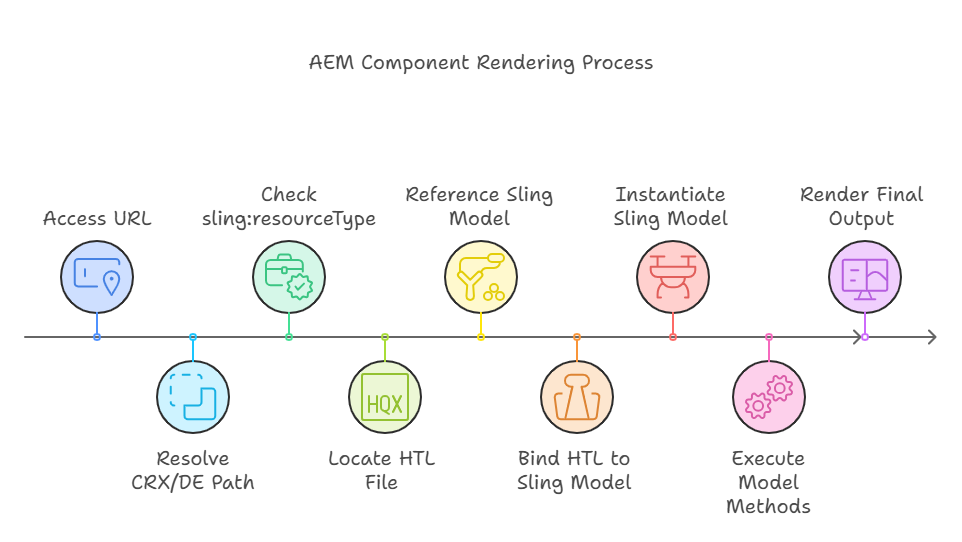 AEM Component Rendering Process
Access URL
Resolve
CRX/DE Path
Check
sling:resourceType
HQX
Locate HTL
File
Reference Sling
Model
Bind HTL to
Sling Model
Instantiate
Sling Model
Execute
Model
Methods
Render Final
Output